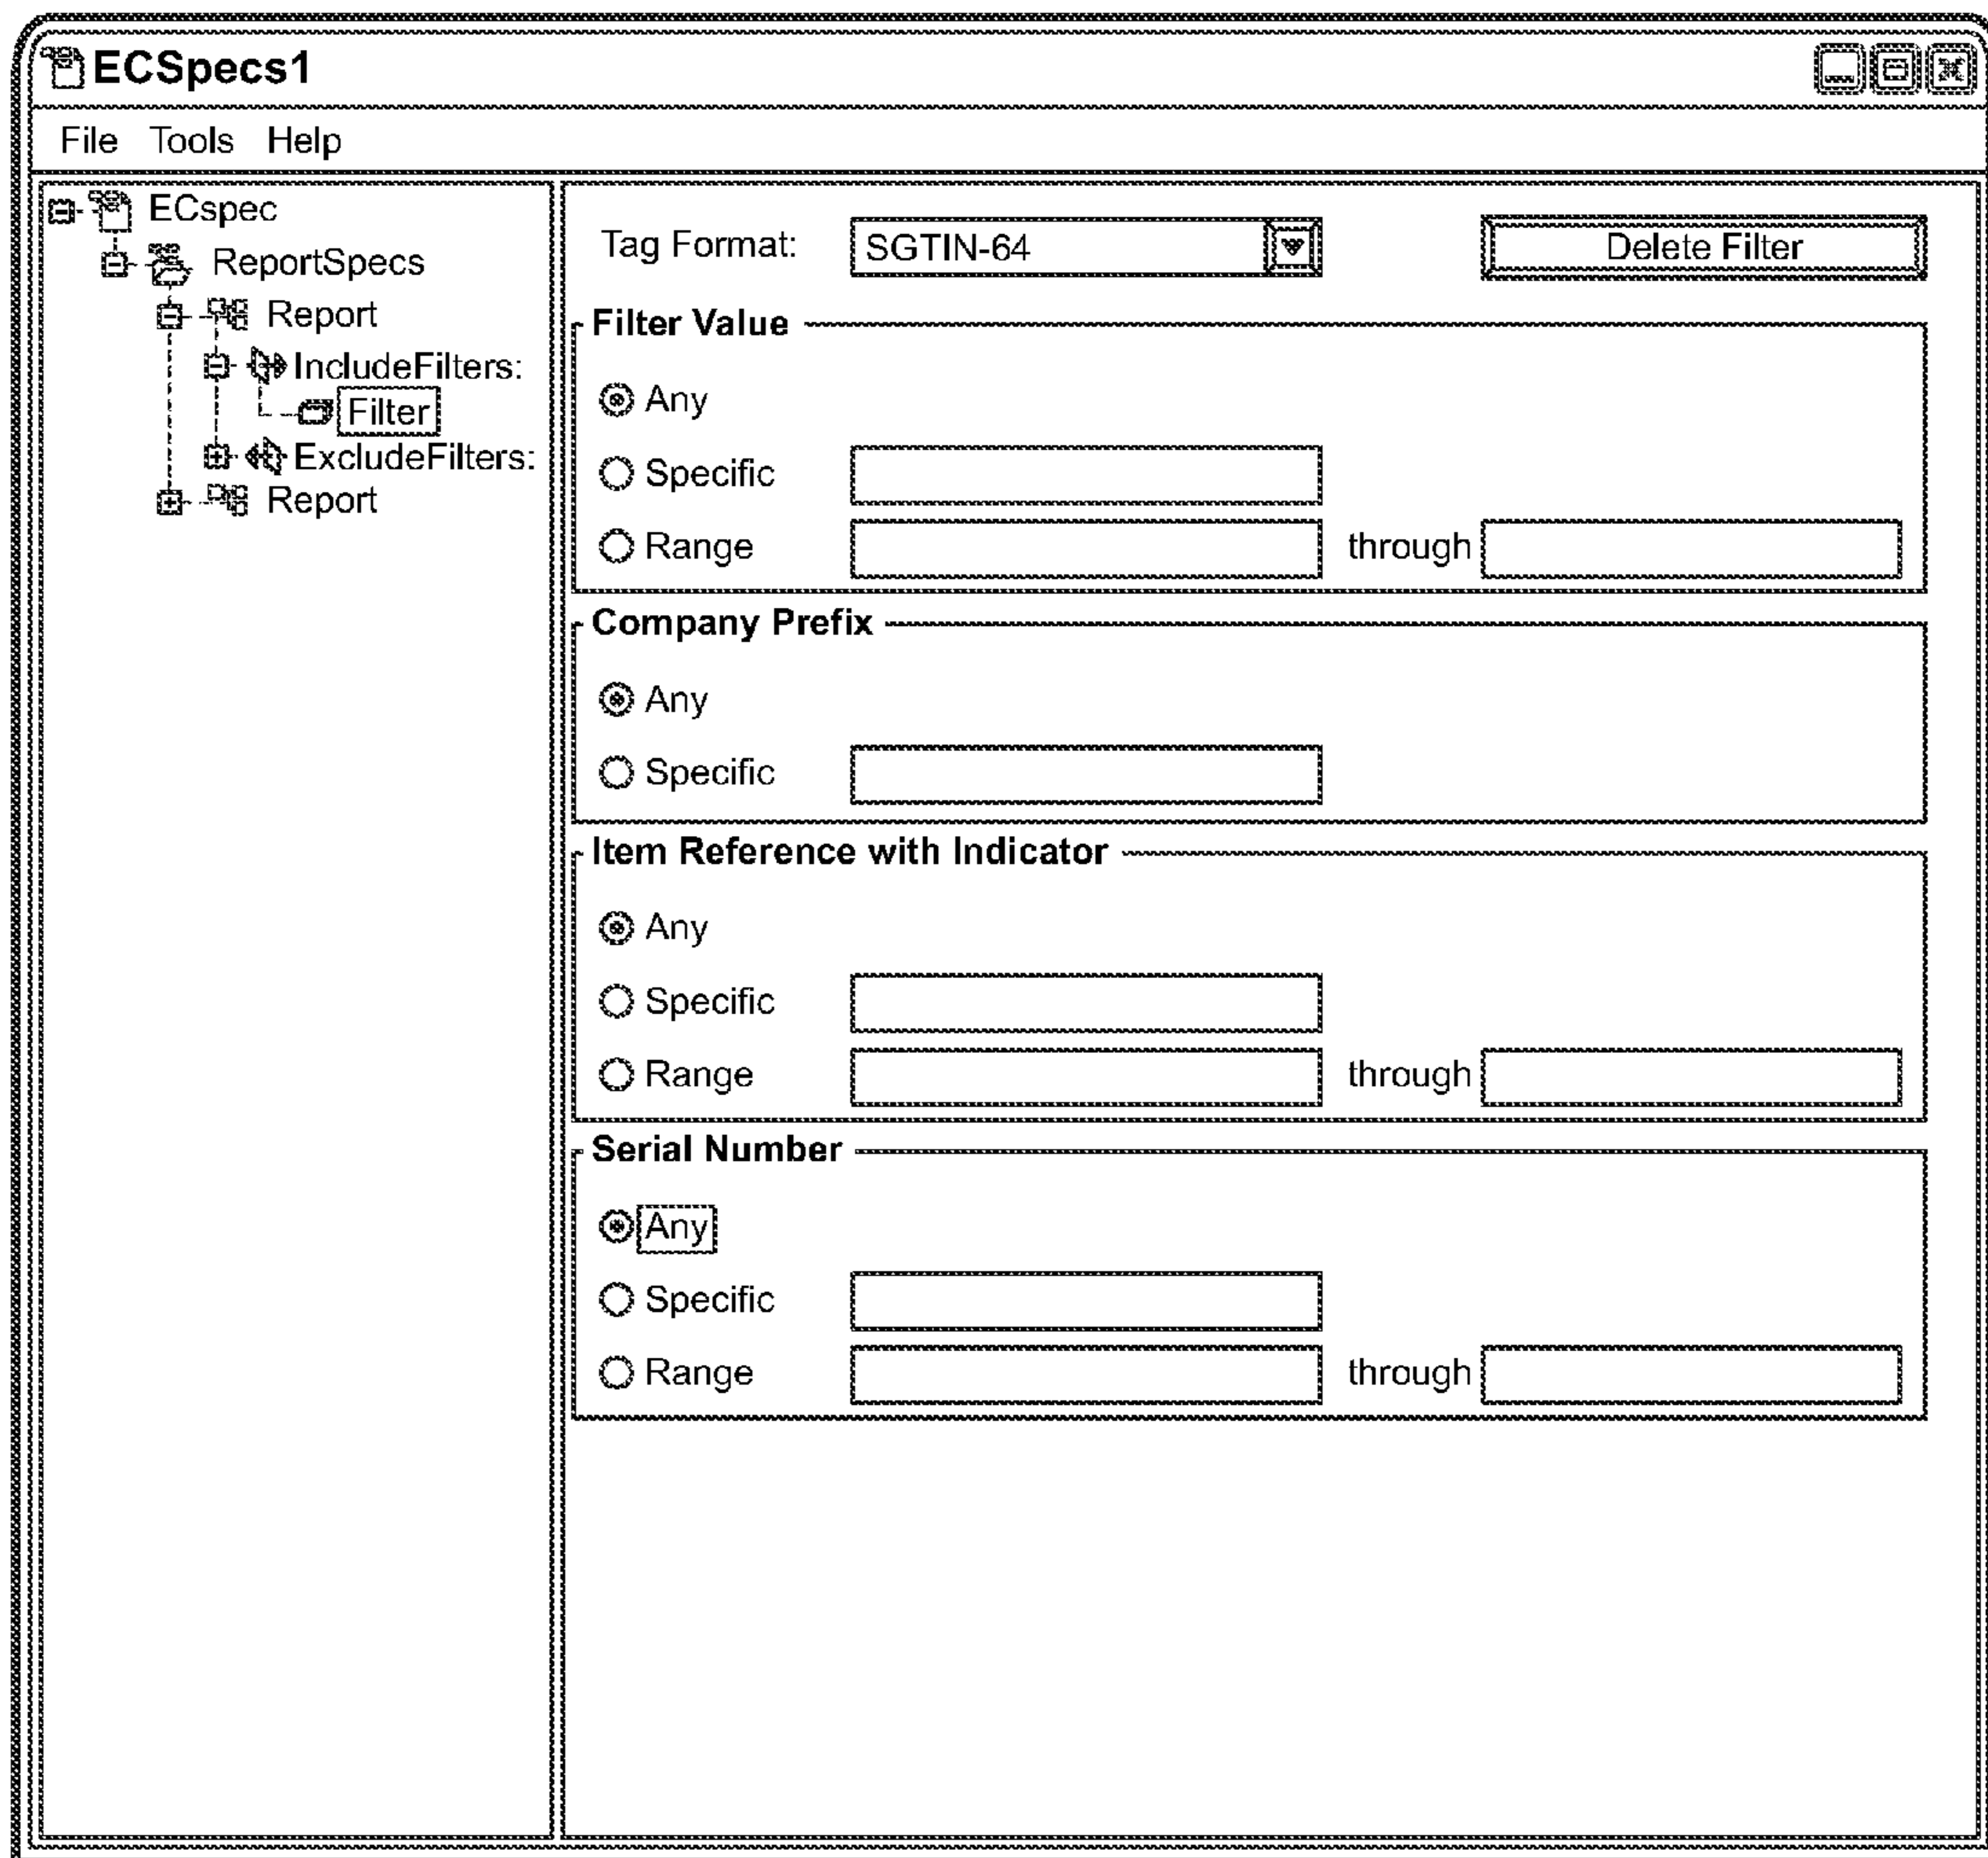 ECSpecs1
File Tools Help
ECspec
ReportSpecs
Report
IncludeFilters:
Filter
ExcludeFilters:
Report
Tag Format: SGTIN-64 Delete Filter
Filter Value
Any
Specific
Range through
Company Prefix
Any
Specific
Item Reference with Indicator
Any
Specific
Range through
Serial Number
Any
Specific
Range through